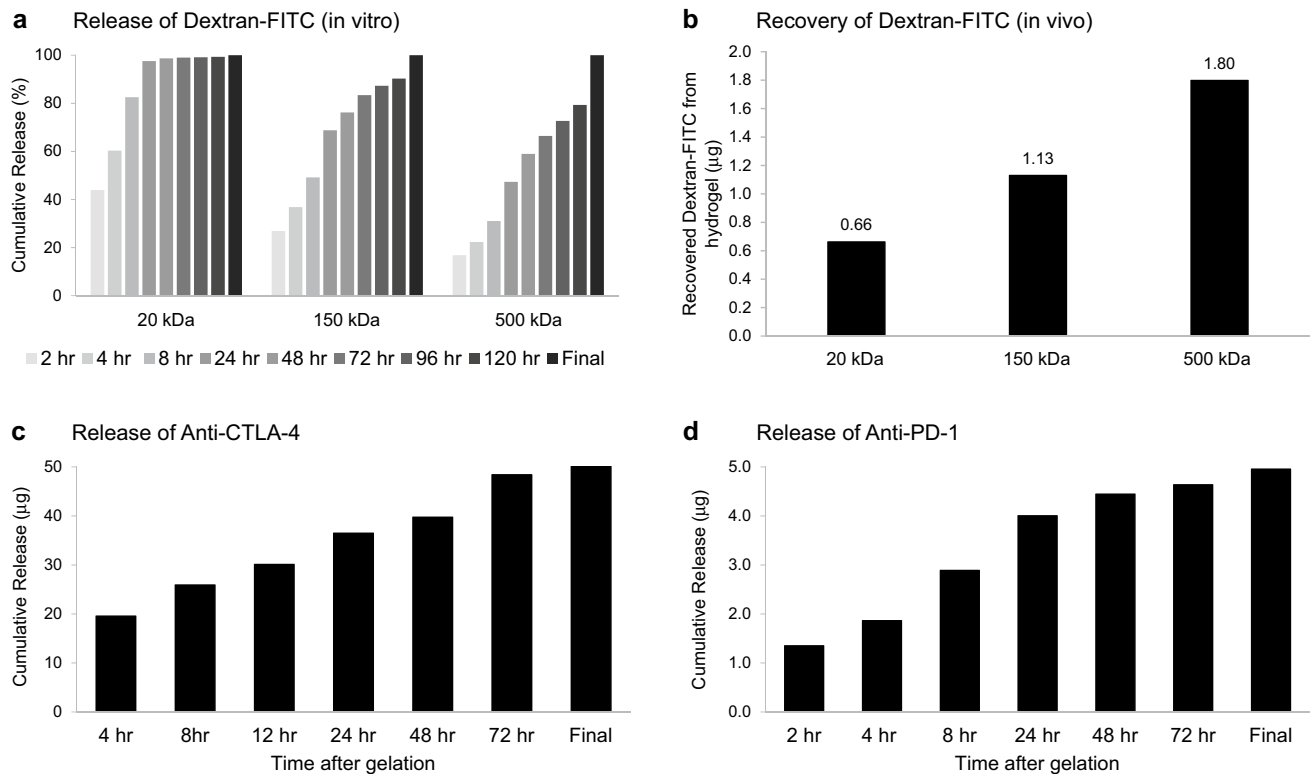 a Release of Dextran-FITC (in vitro)
Cumulative Release (%)
100
80
60
40
20
0
20 kDa 150 kDa 500 kDa
2 hr 4 hr 8 hr 24 hr 48 hr 72 hr 96 hr 120 hr Final
b Recovery of Dextran-FITC (in vivo)
Recovered Dextran-FITC from
hydrogel (µg)
2.0
1.8
1.6
1.4
1.2
1.0
0.8
0.6
0.4
0.2
0.0
0.66
1.13
1.80
20 kDa 150 kDa 500 kDa
c Release of Anti-CTLA-4
Cumulative Release (µg)
50
40
30
20
10
0
4 hr 8hr 12 hr 24 hr 48 hr 72 hr Final
Time after gelation
d Release of Anti-PD-1
Cumulative Release (µg)
5.0
4.0
3.0
2.0
1.0
0.0
2 hr 4 hr 8 hr 24 hr 48 hr 72 hr Final
Time after gelation